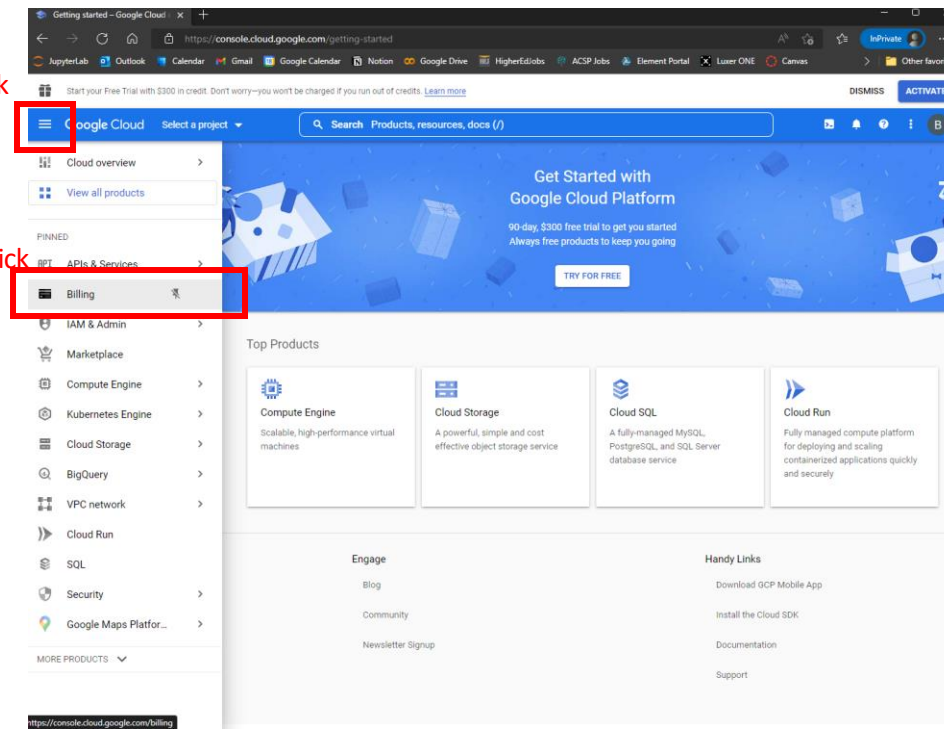 Getting started – Google Cloud
https://console.cloud.google.com/getting-started
InPrivate
JupyterLab Outlook Calendar Gmail Google Calendar Notion Google Drive HigherEdJobs ACSP Jobs Element Portal Luxer ONE Canvas Other favor
Start your Free Trial with $300 in credit. Don't worry—you won't be charged if you run out of credits. Learn more DISMISS ACTIVATE
k
Google Cloud Select a project Search Products, resources, docs (/) B
Cloud overview
View all products
PINNED
ick
API APIs & Services
Billing
IAM & Admin
Marketplace
Compute Engine
Kubernetes Engine
Cloud Storage
BigQuery
VPC network
Cloud Run
SQL
Security
Google Maps Platfor...
MORE PRODUCTS
https://console.cloud.google.com/billing
Get Started with
Google Cloud Platform
90-day, $300 free trial to get you started
Always free products to keep you going
TRY FOR FREE
Top Products
Compute Engine
Scalable, high-performance virtual
machines
Cloud Storage
A powerful, simple and cost
effective object storage service
Cloud SQL
A fully-managed MySQL,
PostgreSQL, and SQL Server
database service
Cloud Run
Fully managed compute platform
for deploying and scaling
containerized applications quickly
and securely
Engage
Blog
Community
Newsletter Signup
Handy Links
Download GCP Mobile App
Install the Cloud SDK
Documentation
Support